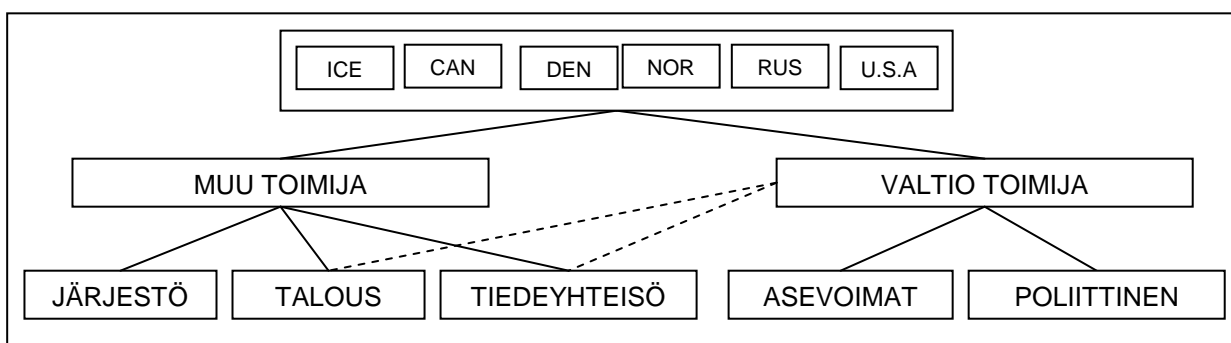 ICE CAN DEN NOR RUS U.S.A
MUU TOIMIJA VALTIO TOIMIJA
JÄRJESTÖ TALOUS TIEDEYHTEISÖ ASEVOIMAT POLIITTINEN